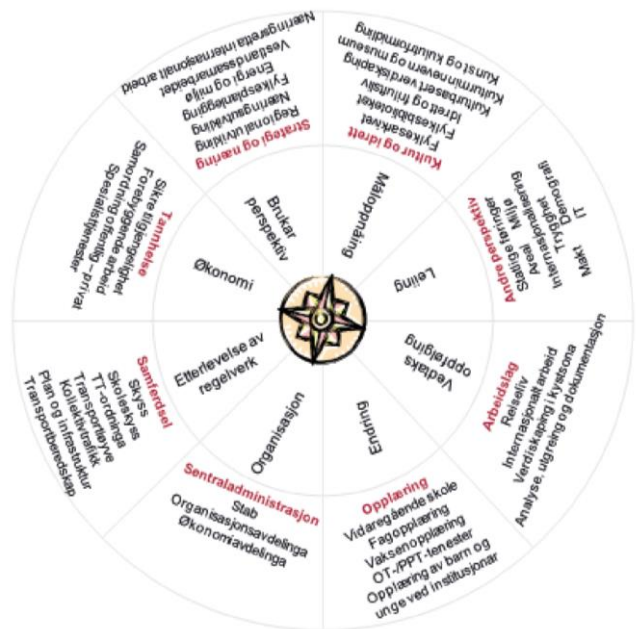 Strategi og næring
Regional utvikling
Næringsutvikling
Fylkesplanlegging
Energi og miljø
Vestlandssamarbeidet
Næringsretta internasjonalt arbeid
Kultur og idrett
Fylkesarkivet
Fylkesbiblioteket
Idrett og friluftsliv
Kulturbasert verdiskaping
Kulturminnevern og museum
Kunst og kulturformidling
Andre perspektiv
Statlige føringer
Areal Miljø
Internasjonalisering
Trygghet Demografi
Makt IT
Arbeidslag
Reiseliv
Internasjonalt arbeid
Verdiskaping i kystsona
Analyse, utgreiing og dokumentasjon
Opplæring
Vidaregåande skole
Fagopplæring
Vaksenopplæring
OT-/PPT-tenester
Opplæring av barn og
unge ved institusjonar
Sentraladministrasjon
Stab
Organisasjonsavdelinga
Økonomiavdelinga
Samferdsel
Skyss
Skoleskyss
TT-ordninga
Transportløyve
Kollektivtrafikk
Plan og infrastruktur
Transportberedskap
Tannhelse
Sikre tilgjengelighet
Forebyggende arbeid
Samordning offentlig – privat
Spesialisttjenester
Brukar
perspektiv
Måloppnåing
Leiing
Vedtaks
oppfølging
Endring
Organisasjon
Etterlevelse av
regelverk
Økonomi